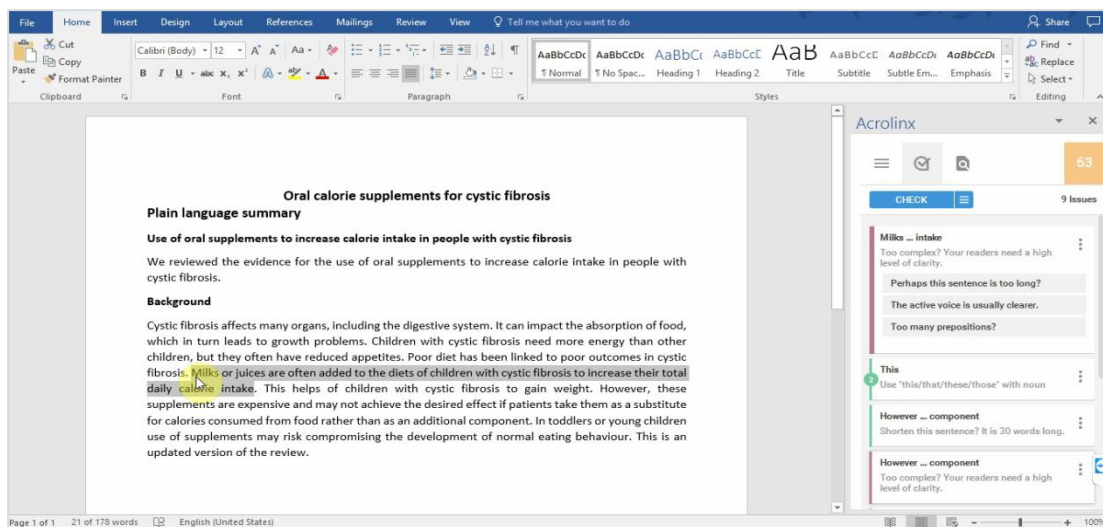 File Home Insert Design Layout References Mailings Review View Tell me what you want to do Share
Cut
Copy
Paste
Format Painter
Clipboard
Calibri (Body) 12 A A Aa
B I U abc x₂ x² A A
Font
Paragraph
AaBbCcDc AaBbCcDc AaBbCc AaBbCcE AaB AaBbCcD AaBbCcDc AaBbCcDc
¶ Normal ¶ No Spac... Heading 1 Heading 2 Title Subtitle Subtle Em... Emphasis
Styles
Find
Replace
Select
Editing
Oral calorie supplements for cystic fibrosis
Plain language summary
Use of oral supplements to increase calorie intake in people with cystic fibrosis
We reviewed the evidence for the use of oral supplements to increase calorie intake in people with
cystic fibrosis.
Background
Cystic fibrosis affects many organs, including the digestive system. It can impact the absorption of food,
which in turn leads to growth problems. Children with cystic fibrosis need more energy than other
children, but they often have reduced appetites. Poor diet has been linked to poor outcomes in cystic
fibrosis. Milks or juices are often added to the diets of children with cystic fibrosis to increase their total
daily calorie intake. This helps of children with cystic fibrosis to gain weight. However, these
supplements are expensive and may not achieve the desired effect if patients take them as a substitute
for calories consumed from food rather than as an additional component. In toddlers or young children
use of supplements may risk compromising the development of normal eating behaviour. This is an
updated version of the review.
Acrolinx
63
CHECK
9 Issues
Milks ... intake
Too complex? Your readers need a high
level of clarity.
Perhaps this sentence is too long?
The active voice is usually clearer.
Too many prepositions?
2
This
Use "this/that/these/those" with noun
However ... component
Shorten this sentence? It is 30 words long.
However ... component
Too complex? Your readers need a high
level of clarity.
Page 1 of 1 21 of 178 words English (United States) 100%